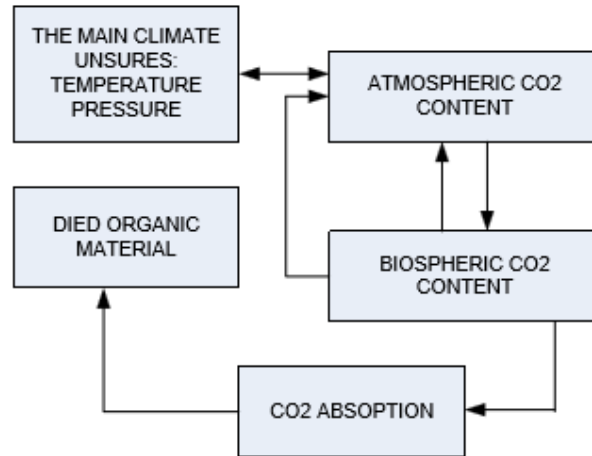 THE MAIN CLIMATE
UNSURES:
TEMPERATURE
PRESSURE
ATMOSPHERIC CO2
CONTENT
DIED ORGANIC
MATERIAL
BIOSPHERIC CO2
CONTENT
CO2 ABSOPTION